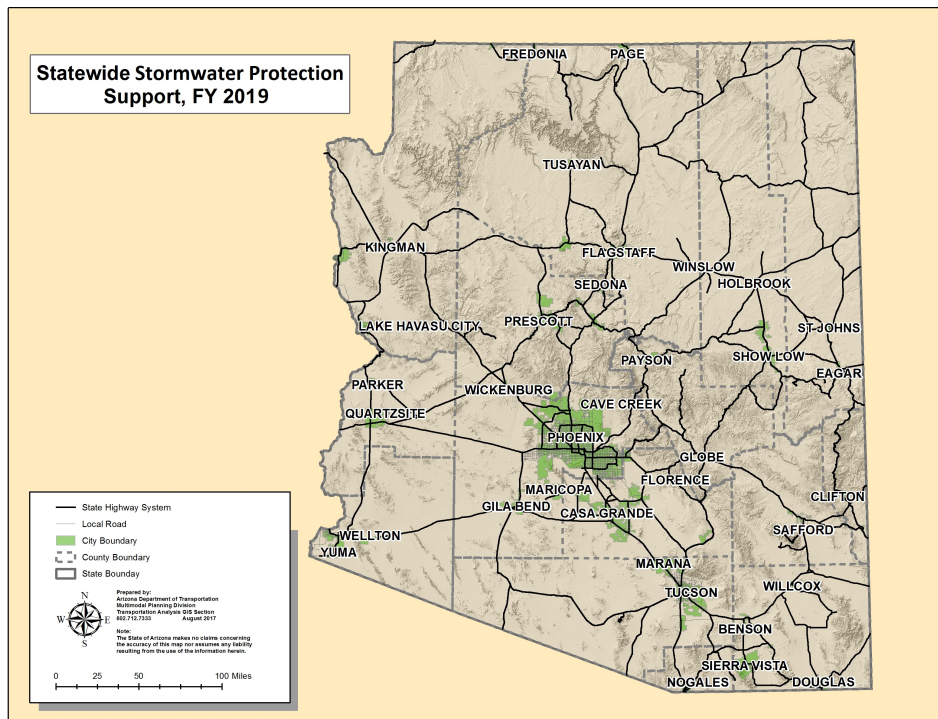 Statewide Stormwater Protection
Support, FY 2019
FREDONIA
PAGE
TUSAYAN
KINGMAN
FLAGSTAFF
WINSLOW
SEDONA
HOLBROOK
LAKE HAVASU CITY
PRESCOTT
ST JOHNS
PAYSON
SHOW LOW
EAGAR
PARKER
WICKENBURG
CAVE CREEK
QUARTZSITE
PHOENIX
GLOBE
FLORENCE
MARICOPA
CLIFTON
GILA BEND
CASA GRANDE
SAFFORD
WELLTON
YUMA
MARANA
TUCSON
WILLCOX
BENSON
SIERRA VISTA
NOGALES
DOUGLAS
State Highway System
Local Road
City Boundary
County Boundary
State Bounday
N
W
E
S
Prepared by:
Arizona Department of Transportation
Multimodal Planning Division
Transportation Analysis GIS Section
602.712.7333 August 2017
Note:
The State of Arizona makes no claims concerning
the accuracy of this map nor assumes any liability
resulting from the use of the information herein.
0 25 50 100 Miles